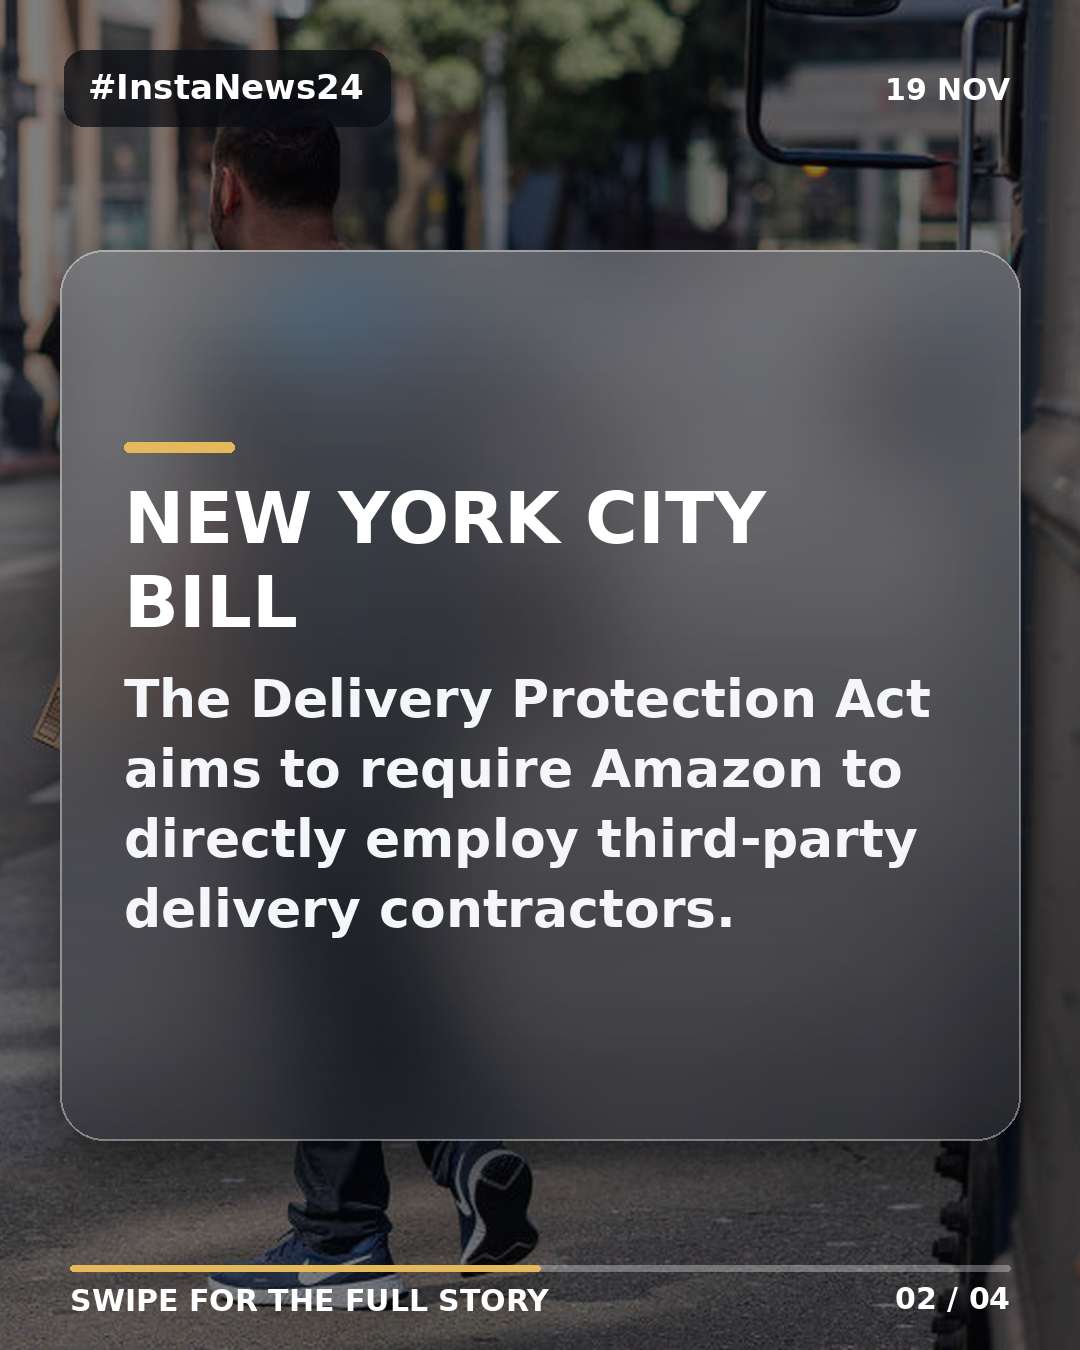 #InstaNews24
19 NOV
NEW YORK CITY
BILL
The Delivery Protection Act
aims to require Amazon to
directly employ third-party
delivery contractors.
SWIPE FOR THE FULL STORY
02 / 04